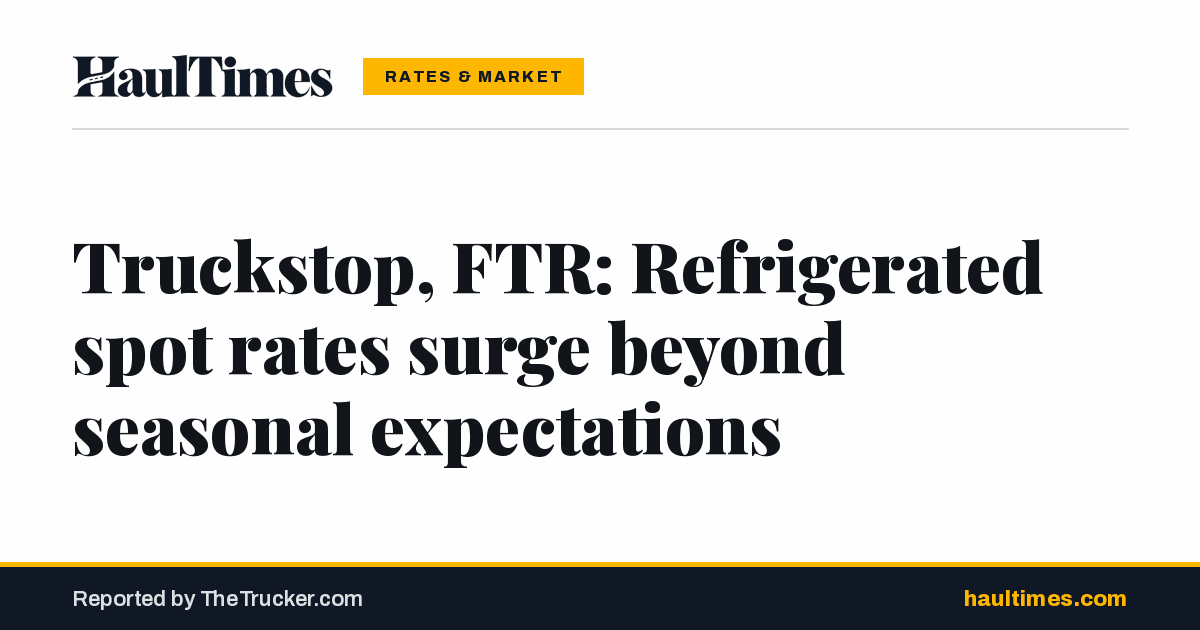 HaulTimes
RATES & MARKET
Truckstop, FTR: Refrigerated
spot rates surge beyond
seasonal expectations
Reported by TheTrucker.com
haultimes.com